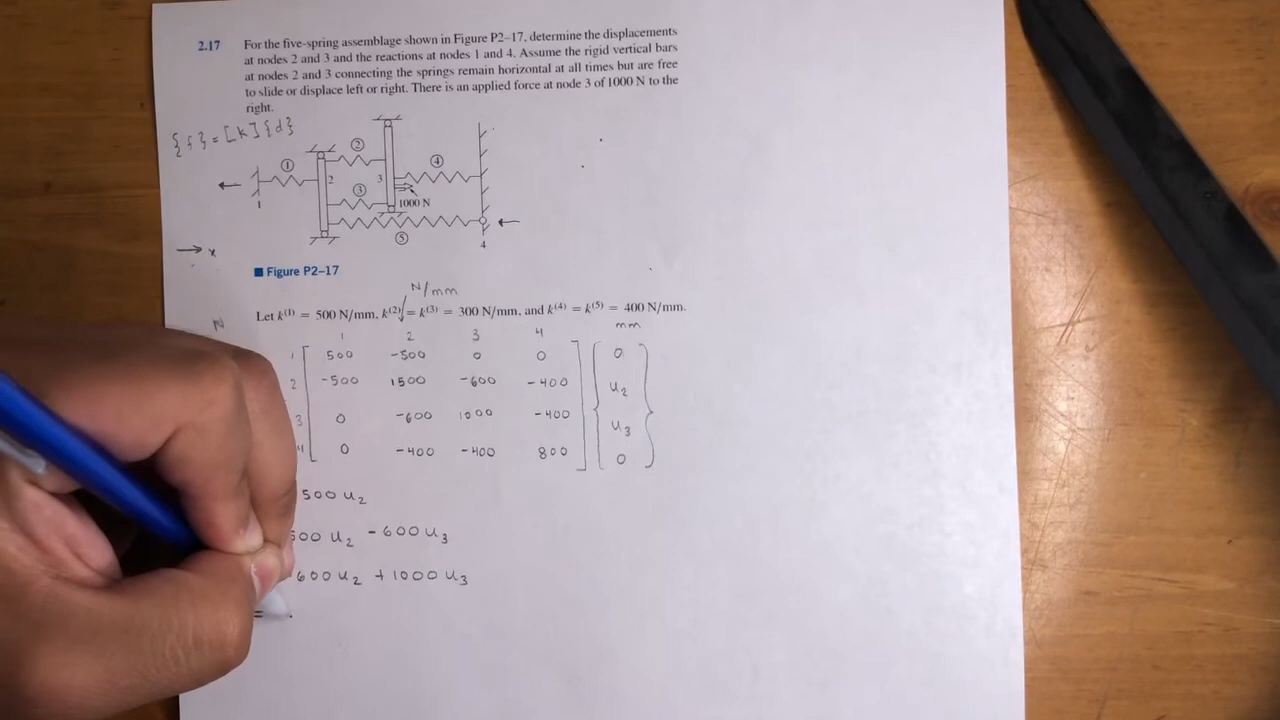 2.17 For the five-spring assemblage shown in Figure P2–17, determine the displacements
at nodes 2 and 3 and the reactions at nodes 1 and 4. Assume the rigid vertical bars
at nodes 2 and 3 connecting the springs remain horizontal at all times but are free
to slide or displace left or right. There is an applied force at node 3 of 1000 N to the
right.
{f} = [k]{d}
① ② ④
2 3
③
1 1000 N
⑤ 4
→ x
■ Figure P2–17
N/mm
Let k(1) = 500 N/mm, k(2) = k(3) = 300 N/mm, and k(4) = k(5) = 400 N/mm.
N mm
1 2 3 4
1 500 -500 0 0 0
2 -500 1500 -600 -400 u2
3 0 -600 1000 -400 u3
4 0 -400 -400 800 0
500 u2
500 u2 - 600 u3
600 u2 + 1000 u3
=